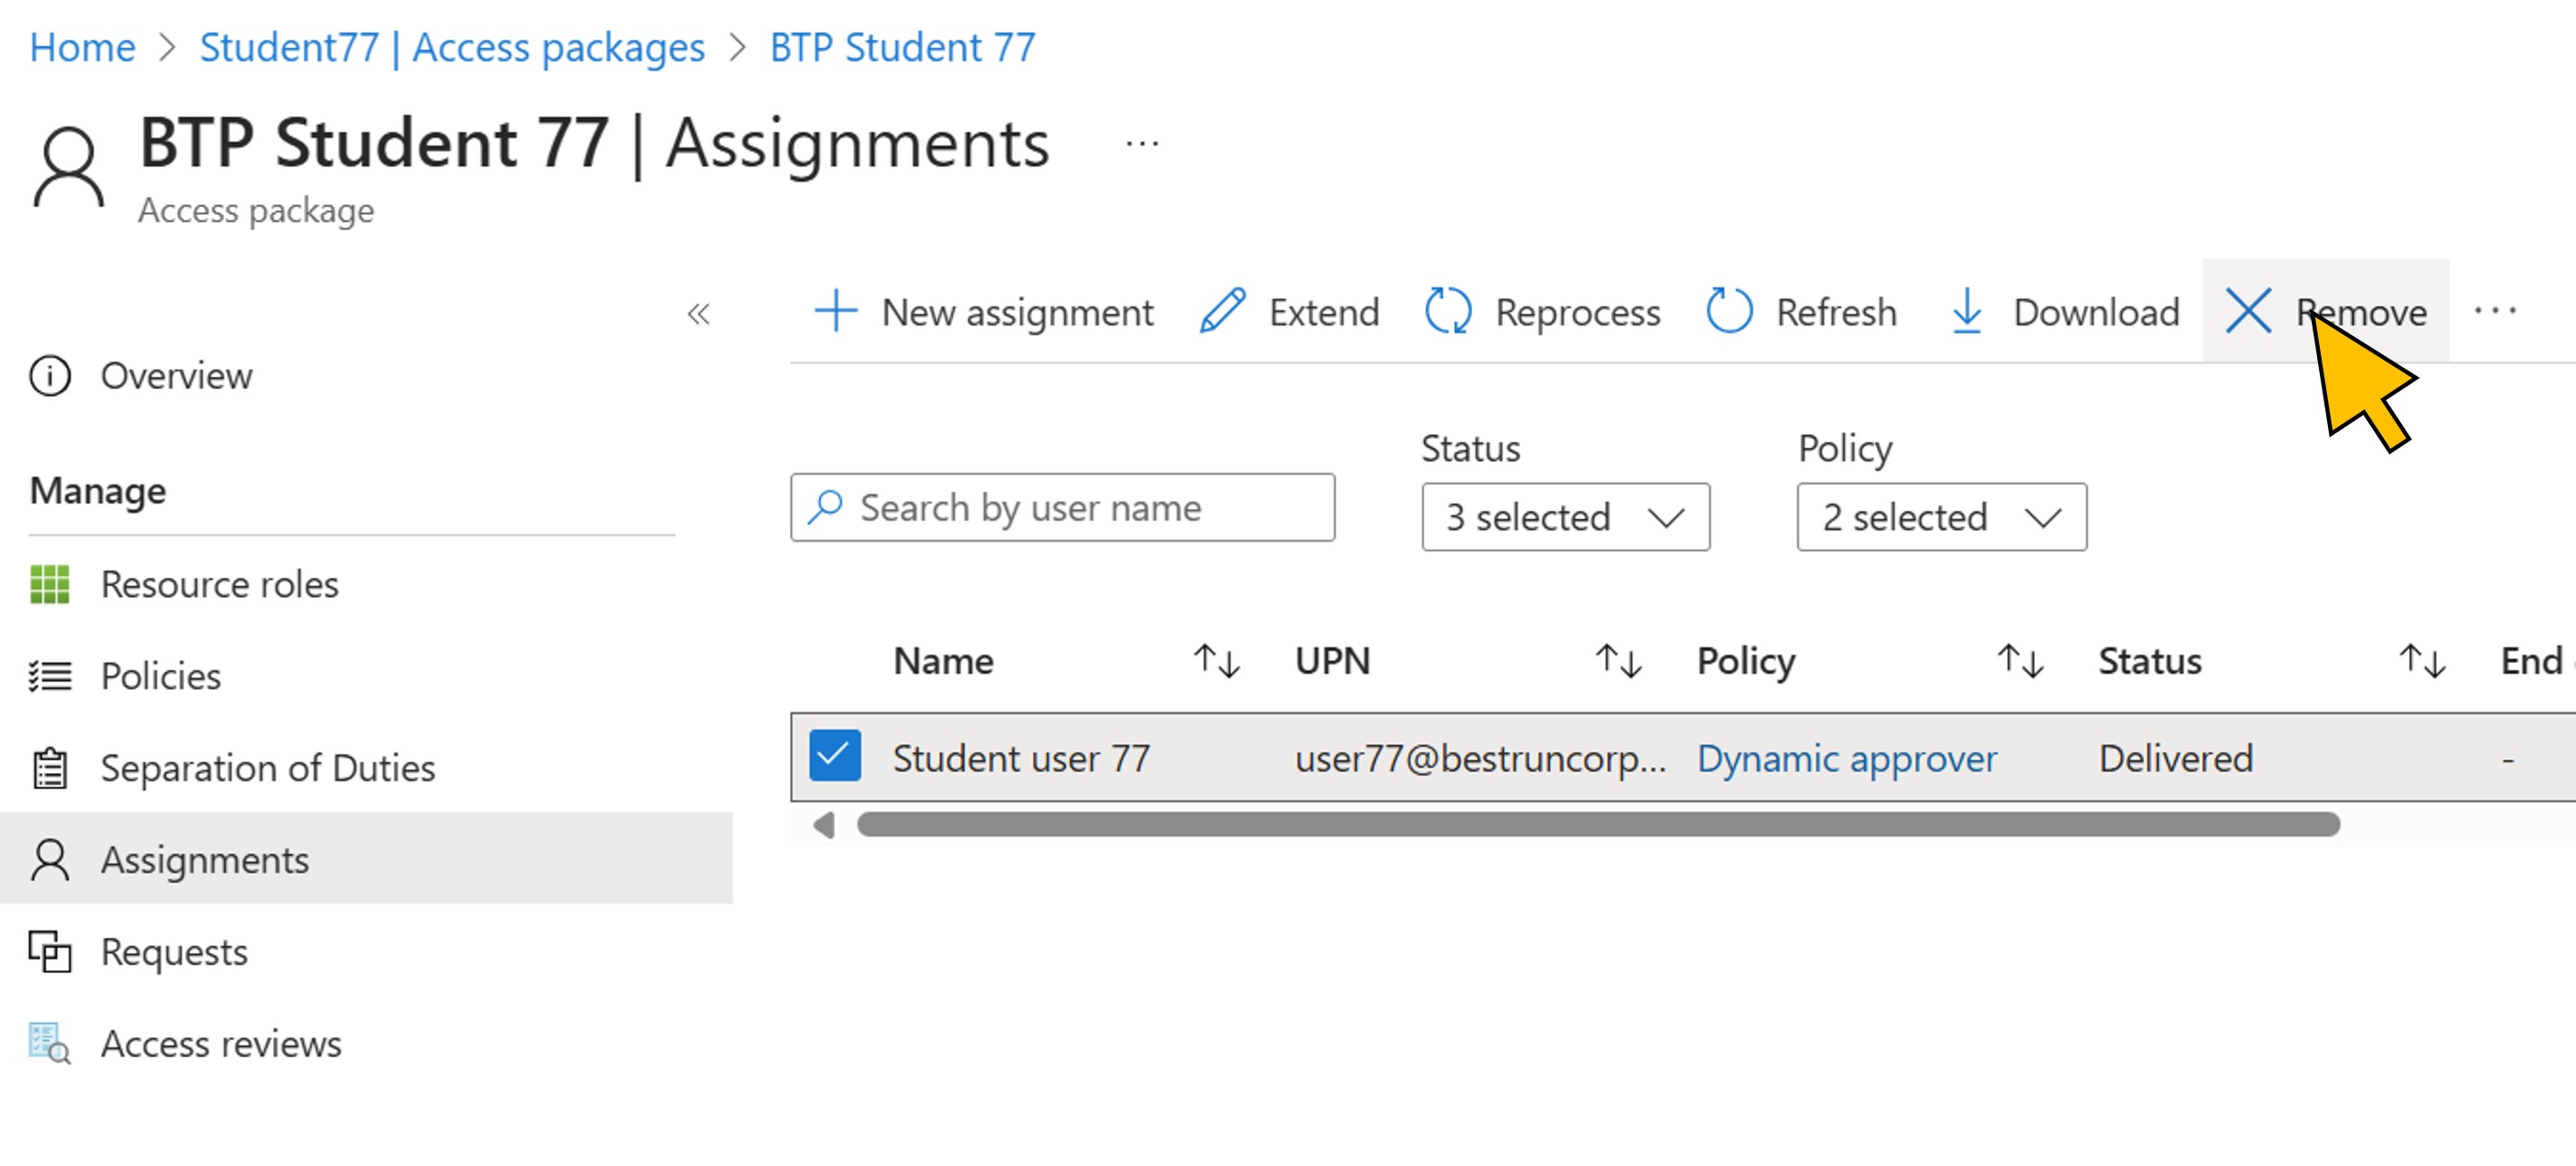 Home > Student77 | Access packages > BTP Student 77
BTP Student 77 | Assignments ...
Access package
«
New assignment Extend Reprocess Refresh Download Remove ...
Overview
Manage
Resource roles
Policies
Separation of Duties
Assignments
Requests
Access reviews
Status Policy
Search by user name 3 selected 2 selected
Name ↑↓ UPN ↑↓ Policy ↑↓ Status ↑↓ End
Student user 77 user77@bestruncorp... Dynamic approver Delivered -